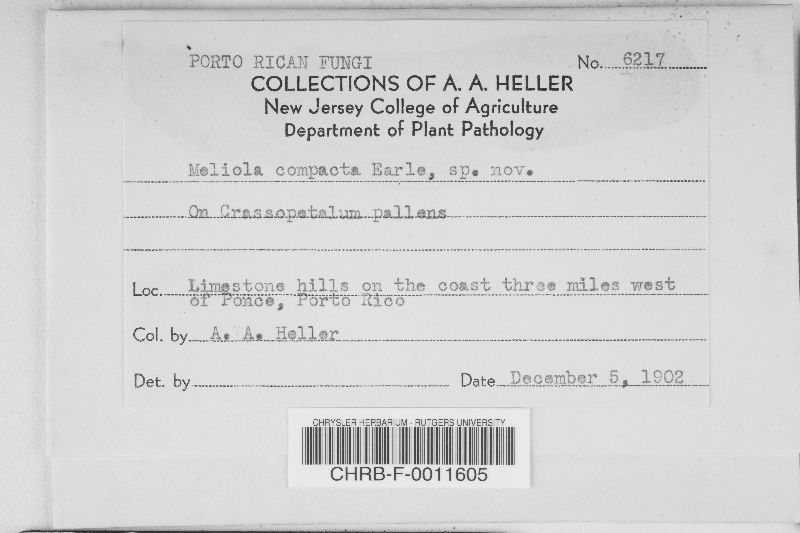 PORTO RICAN FUNGI No. 6217
COLLECTIONS OF A. A. HELLER
New Jersey College of Agriculture
Department of Plant Pathology
Meliola compacta Earle, sp. nov.
On Crassopetalum pallens
Loc. Limestone hills on the coast three miles west
of Ponce, Porto Rico
Col. by A. A. Heller
Det. by Date December 5, 1902
CHRYSLER HERBARIUM - RUTGERS UNIVERSITY
CHRB-F-0011605